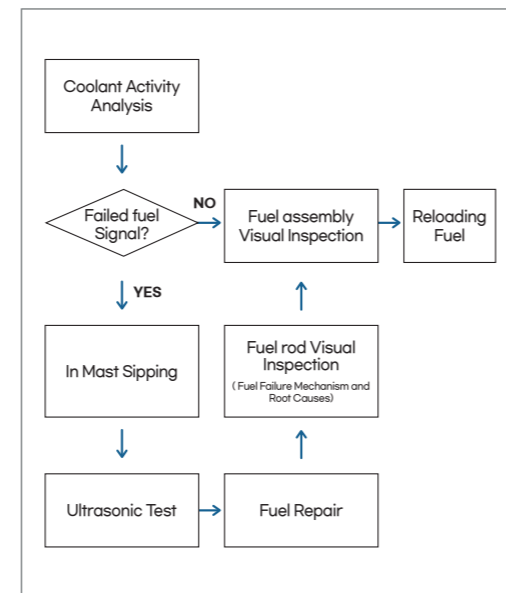 Coolant Activity
Analysis
Failed fuel
Signal?
NO
Fuel assembly
Visual Inspection
Reloading
Fuel
YES
In Mast Sipping
Fuel rod Visual
Inspection
( Fuel Failure Mechanism and
Root Causes)
Ultrasonic Test
Fuel Repair